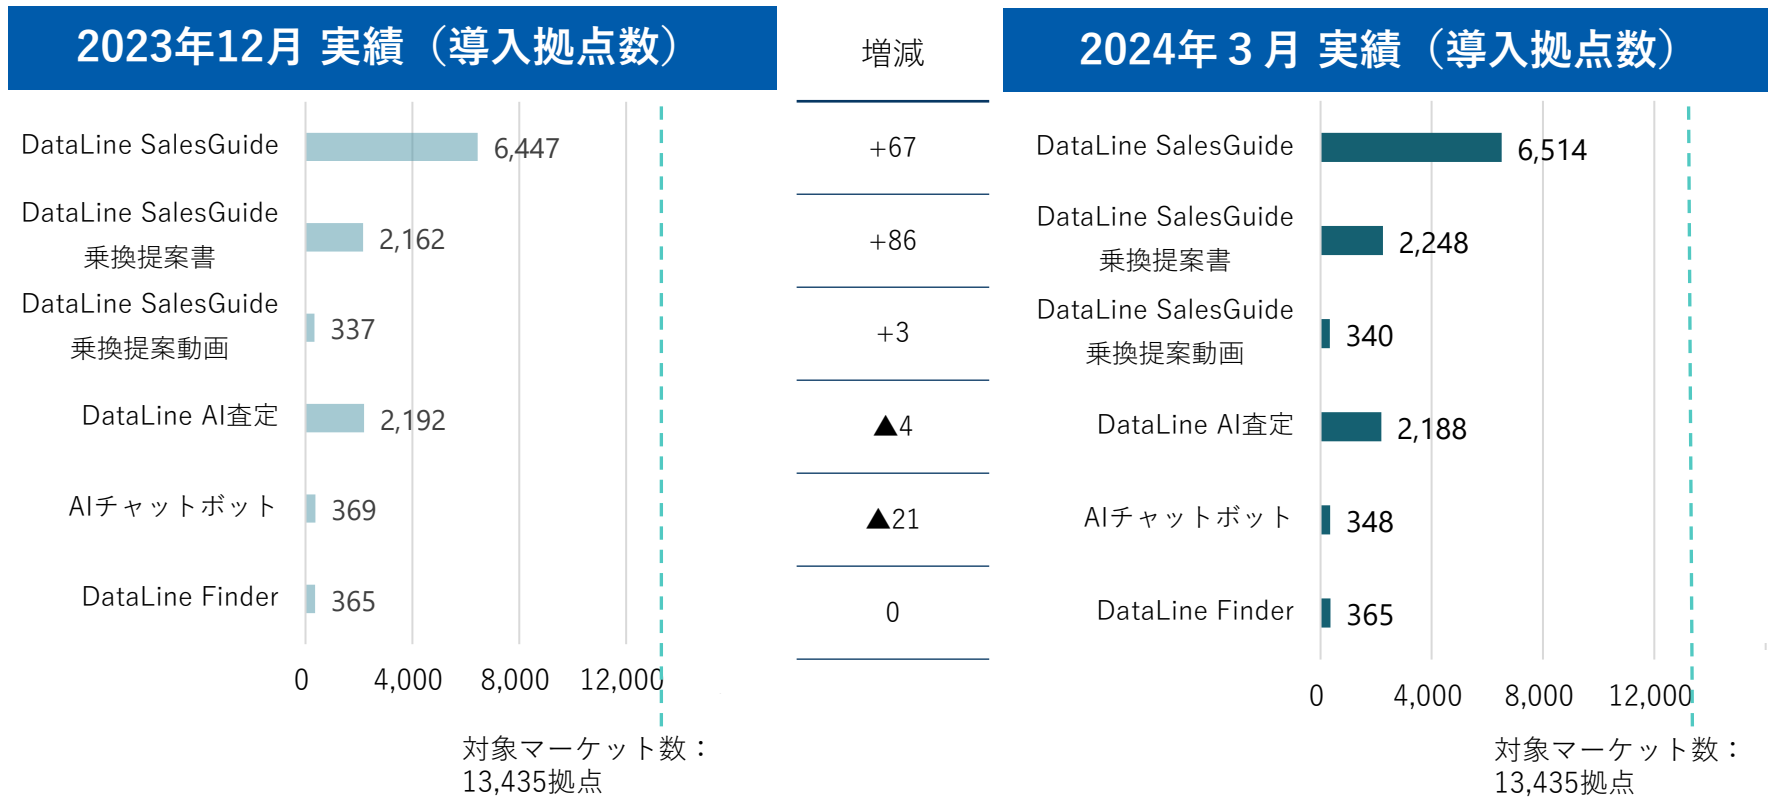 2023年12月 実績（導入拠点数）
DataLine SalesGuide
6,447
DataLine SalesGuide
乗換提案書
2,162
DataLine SalesGuide
乗換提案動画
337
DataLine AI査定
2,192
AIチャットボット
369
DataLine Finder
365
0
4,000
8,000
12,000
対象マーケット数：
13,435拠点
増減
+67
+86
+3
▲4
▲21
0
2024年３月 実績（導入拠点数）
DataLine SalesGuide
6,514
DataLine SalesGuide
乗換提案書
2,248
DataLine SalesGuide
乗換提案動画
340
DataLine AI査定
2,188
AIチャットボット
348
DataLine Finder
365
0
4,000
8,000
12,000
対象マーケット数：
13,435拠点